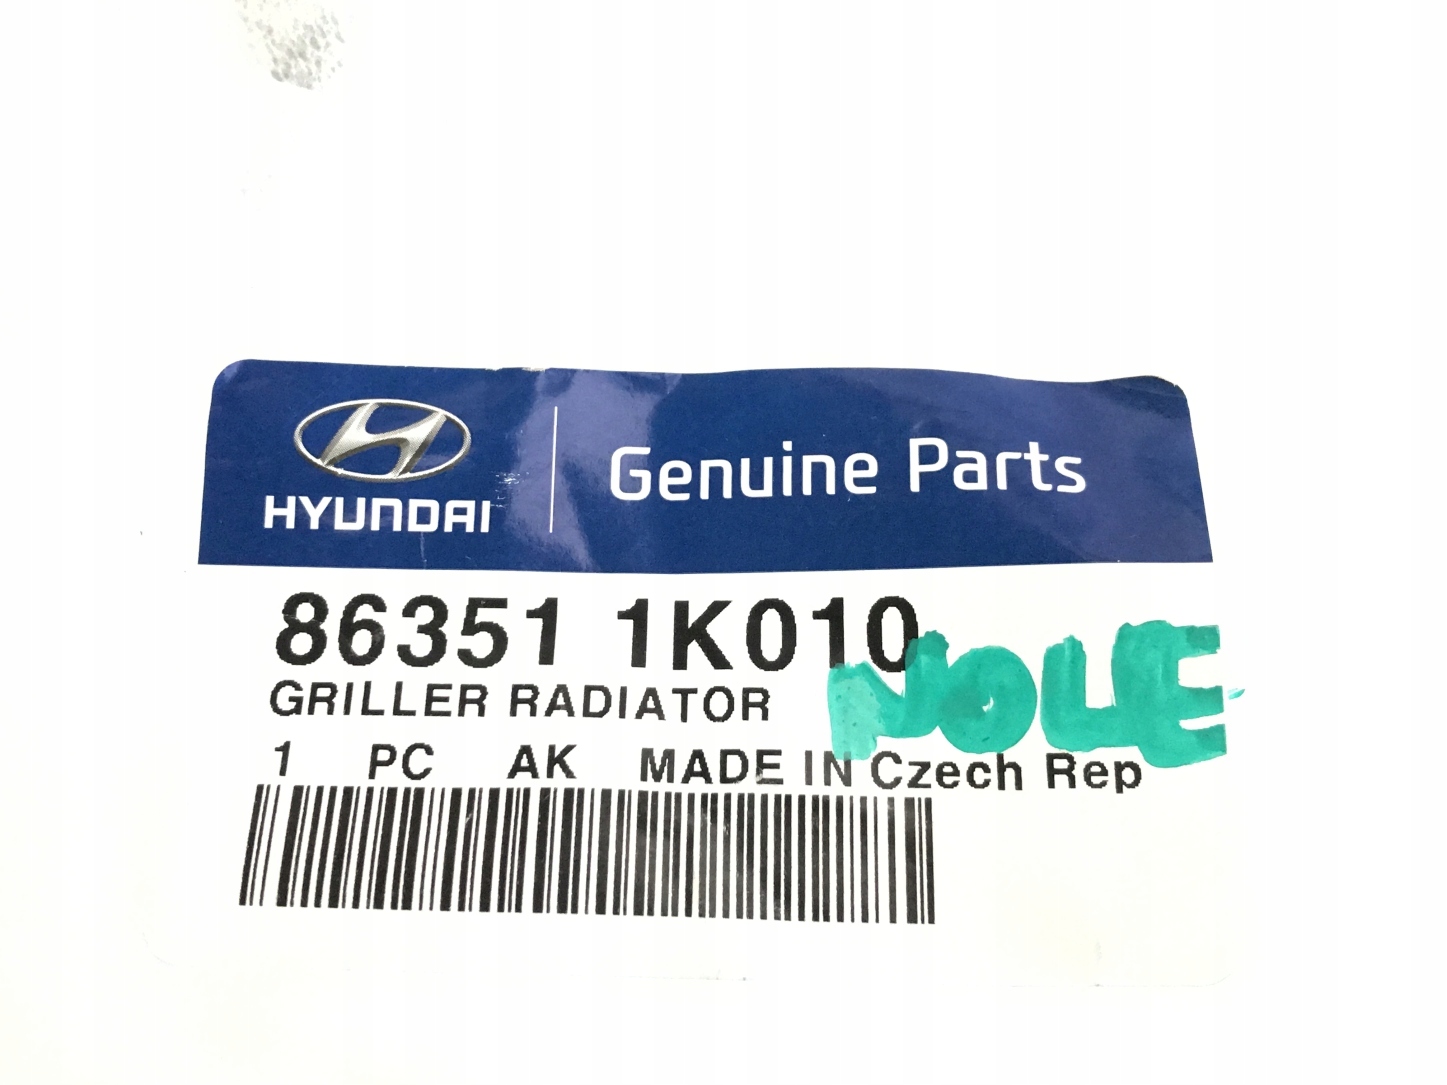 HYUNDAI
Genuine Parts
86351 1K010
NOLE
GRILLER RADIATOR
1 PC AK MADE IN Czech Rep